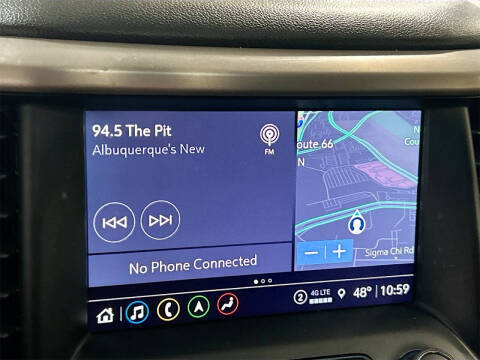 94.5 The Pit
Albuquerque's New
FM
No Phone Connected
oute 66
N
N
Cou
Sigma Chi Rd
2
4G LTE
48°
10:59